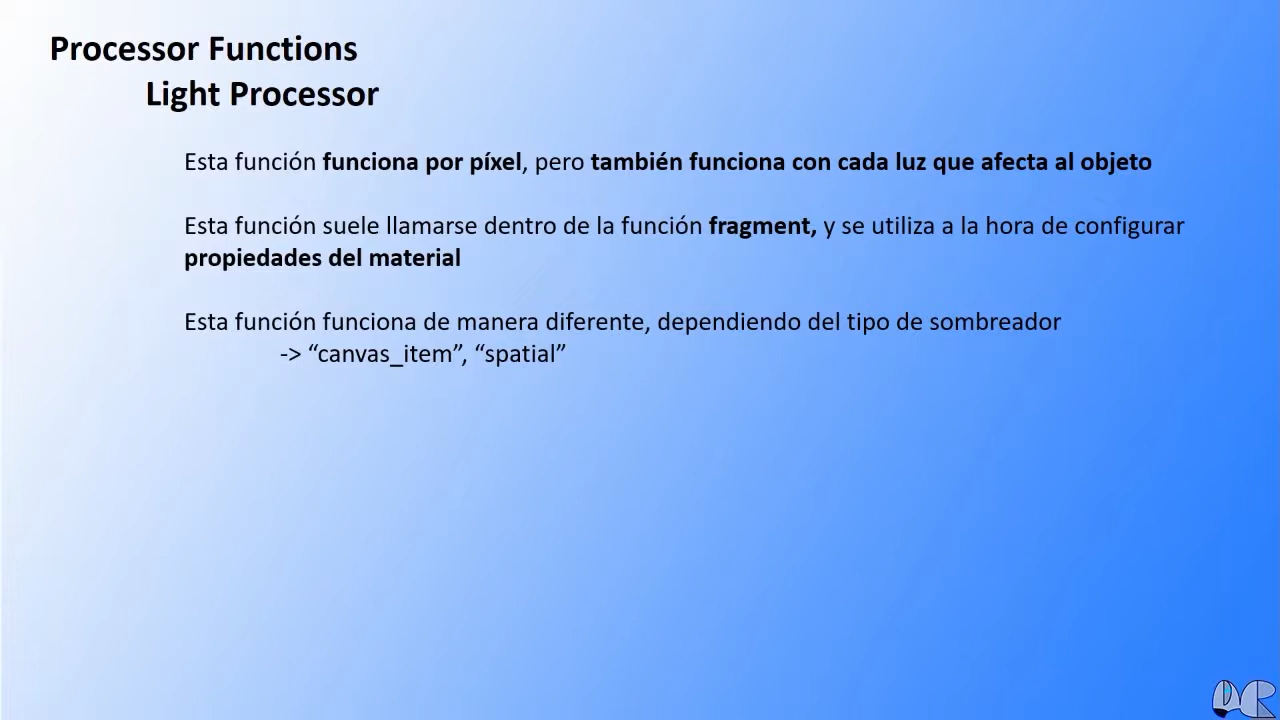 Processor Functions
Light Processor
Esta función funciona por píxel, pero también funciona con cada luz que afecta al objeto
Esta función suele llamarse dentro de la función fragment, y se utiliza a la hora de configurar
propiedades del material
Esta función funciona de manera diferente, dependiendo del tipo de sombreador
-> “canvas_item”, “spatial”